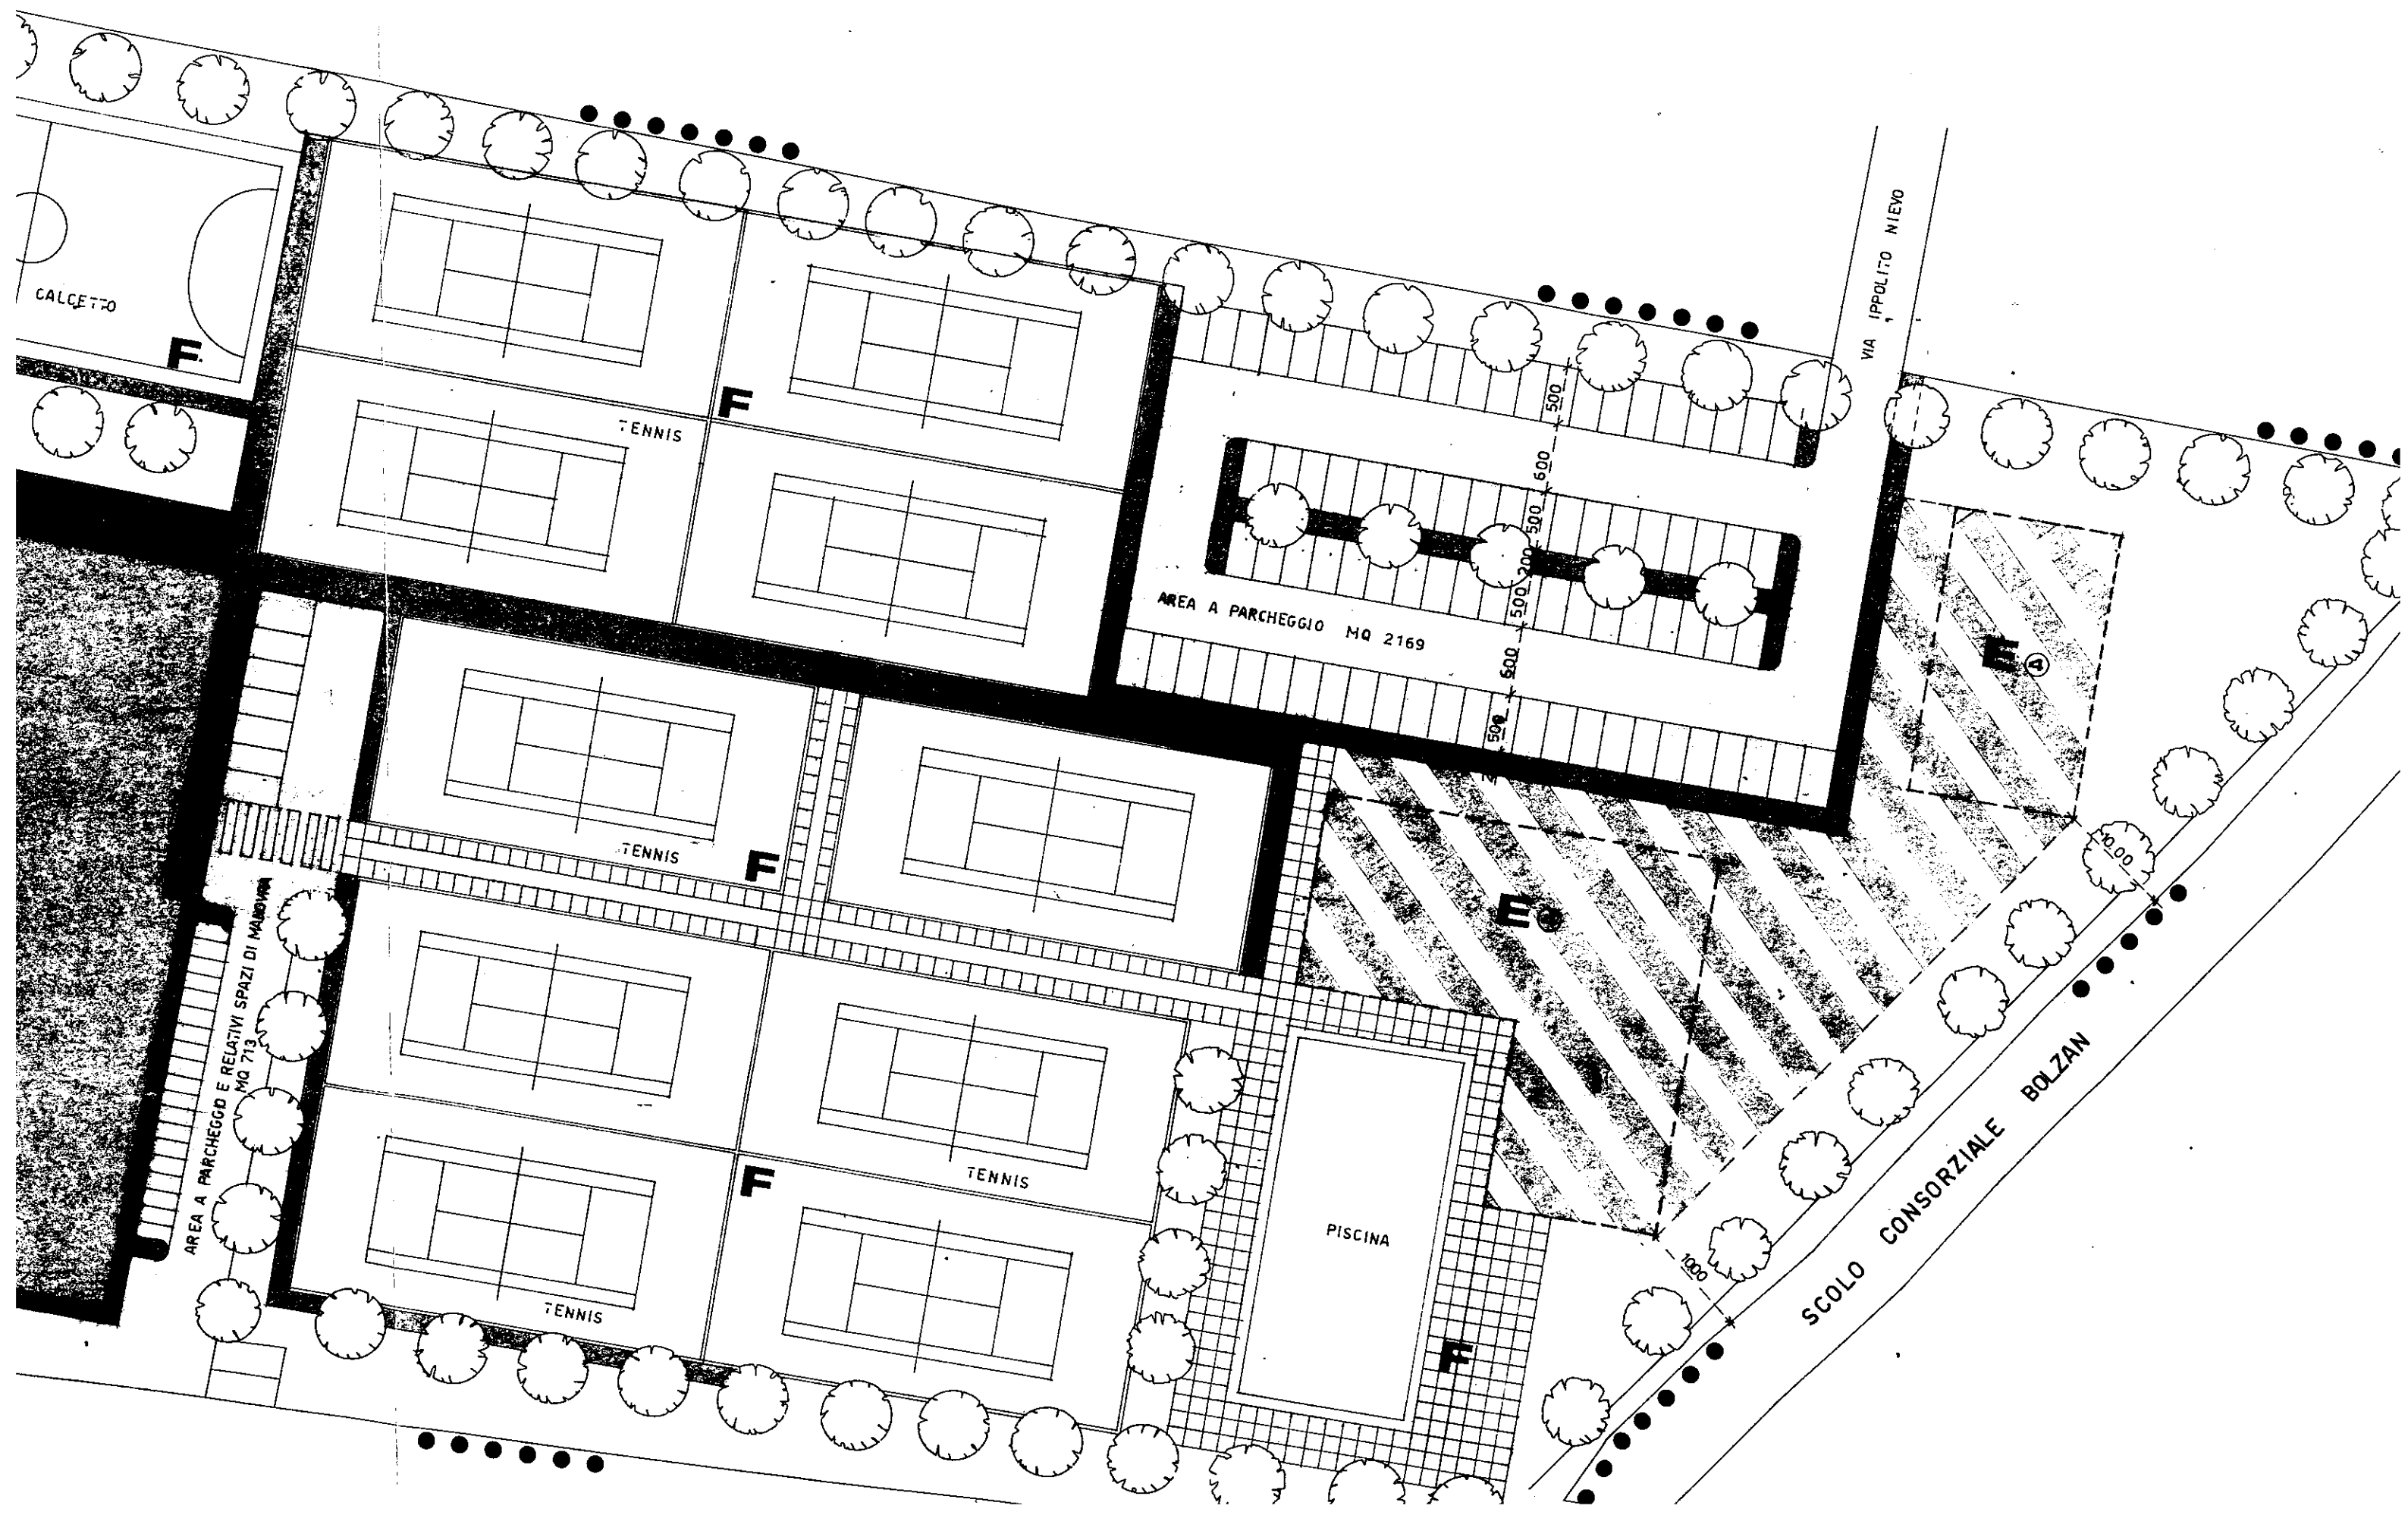 VIA IPPOLITO NIEVO
CALCETTO
F
F
TENNIS
500
600
500
200
500
600
500
AREA A PARCHEGGIO MQ 2169
E 4
TENNIS
F
10.00
E
AREA A PARCHEGGIO E RELATIVI SPAZI DI MANOVRA
MQ 713
TENNIS
F
PISCINA
1000
SCOLO CONSORZIALE BOLZAN
TENNIS
F